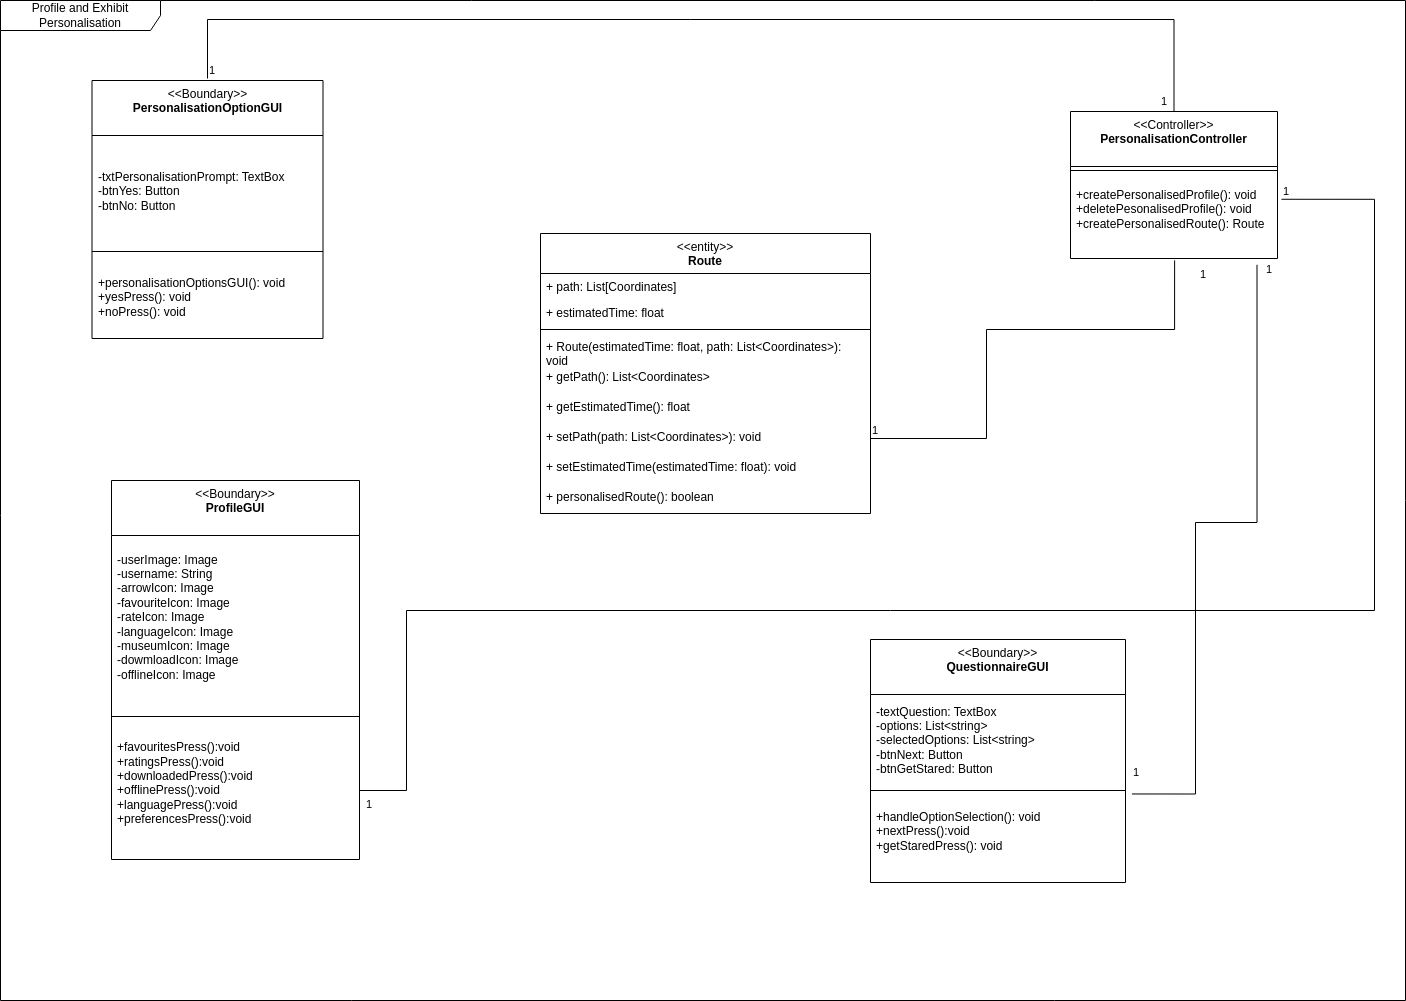 Profile and Exhibit
Personalisation
1
<<Boundary>>
PersonalisationOptionGUI
-txtPersonalisationPrompt: TextBox
-btnYes: Button
-btnNo: Button
+personalisationOptionsGUI(): void
+yesPress(): void
+noPress(): void
1
<<Controller>>
PersonalisationController
+createPersonalisedProfile(): void
+deletePesonalisedProfile(): void
+createPersonalisedRoute(): Route
1
1
1
<<entity>>
Route
+ path: List[Coordinates]
+ estimatedTime: float
+ Route(estimatedTime: float, path: List<Coordinates>):
void
+ getPath(): List<Coordinates>
+ getEstimatedTime(): float
+ setPath(path: List<Coordinates>): void
+ setEstimatedTime(estimatedTime: float): void
+ personalisedRoute(): boolean
1
<<Boundary>>
ProfileGUI
-userImage: Image
-username: String
-arrowIcon: Image
-favouriteIcon: Image
-rateIcon: Image
-languageIcon: Image
-museumIcon: Image
-dowmloadIcon: Image
-offlineIcon: Image
+favouritesPress():void
+ratingsPress():void
+downloadedPress():void
+offlinePress():void
+languagePress():void
+preferencesPress():void
1
<<Boundary>>
QuestionnaireGUI
-textQuestion: TextBox
-options: List<string>
-selectedOptions: List<string>
-btnNext: Button
-btnGetStared: Button
+handleOptionSelection(): void
+nextPress():void
+getStaredPress(): void
1